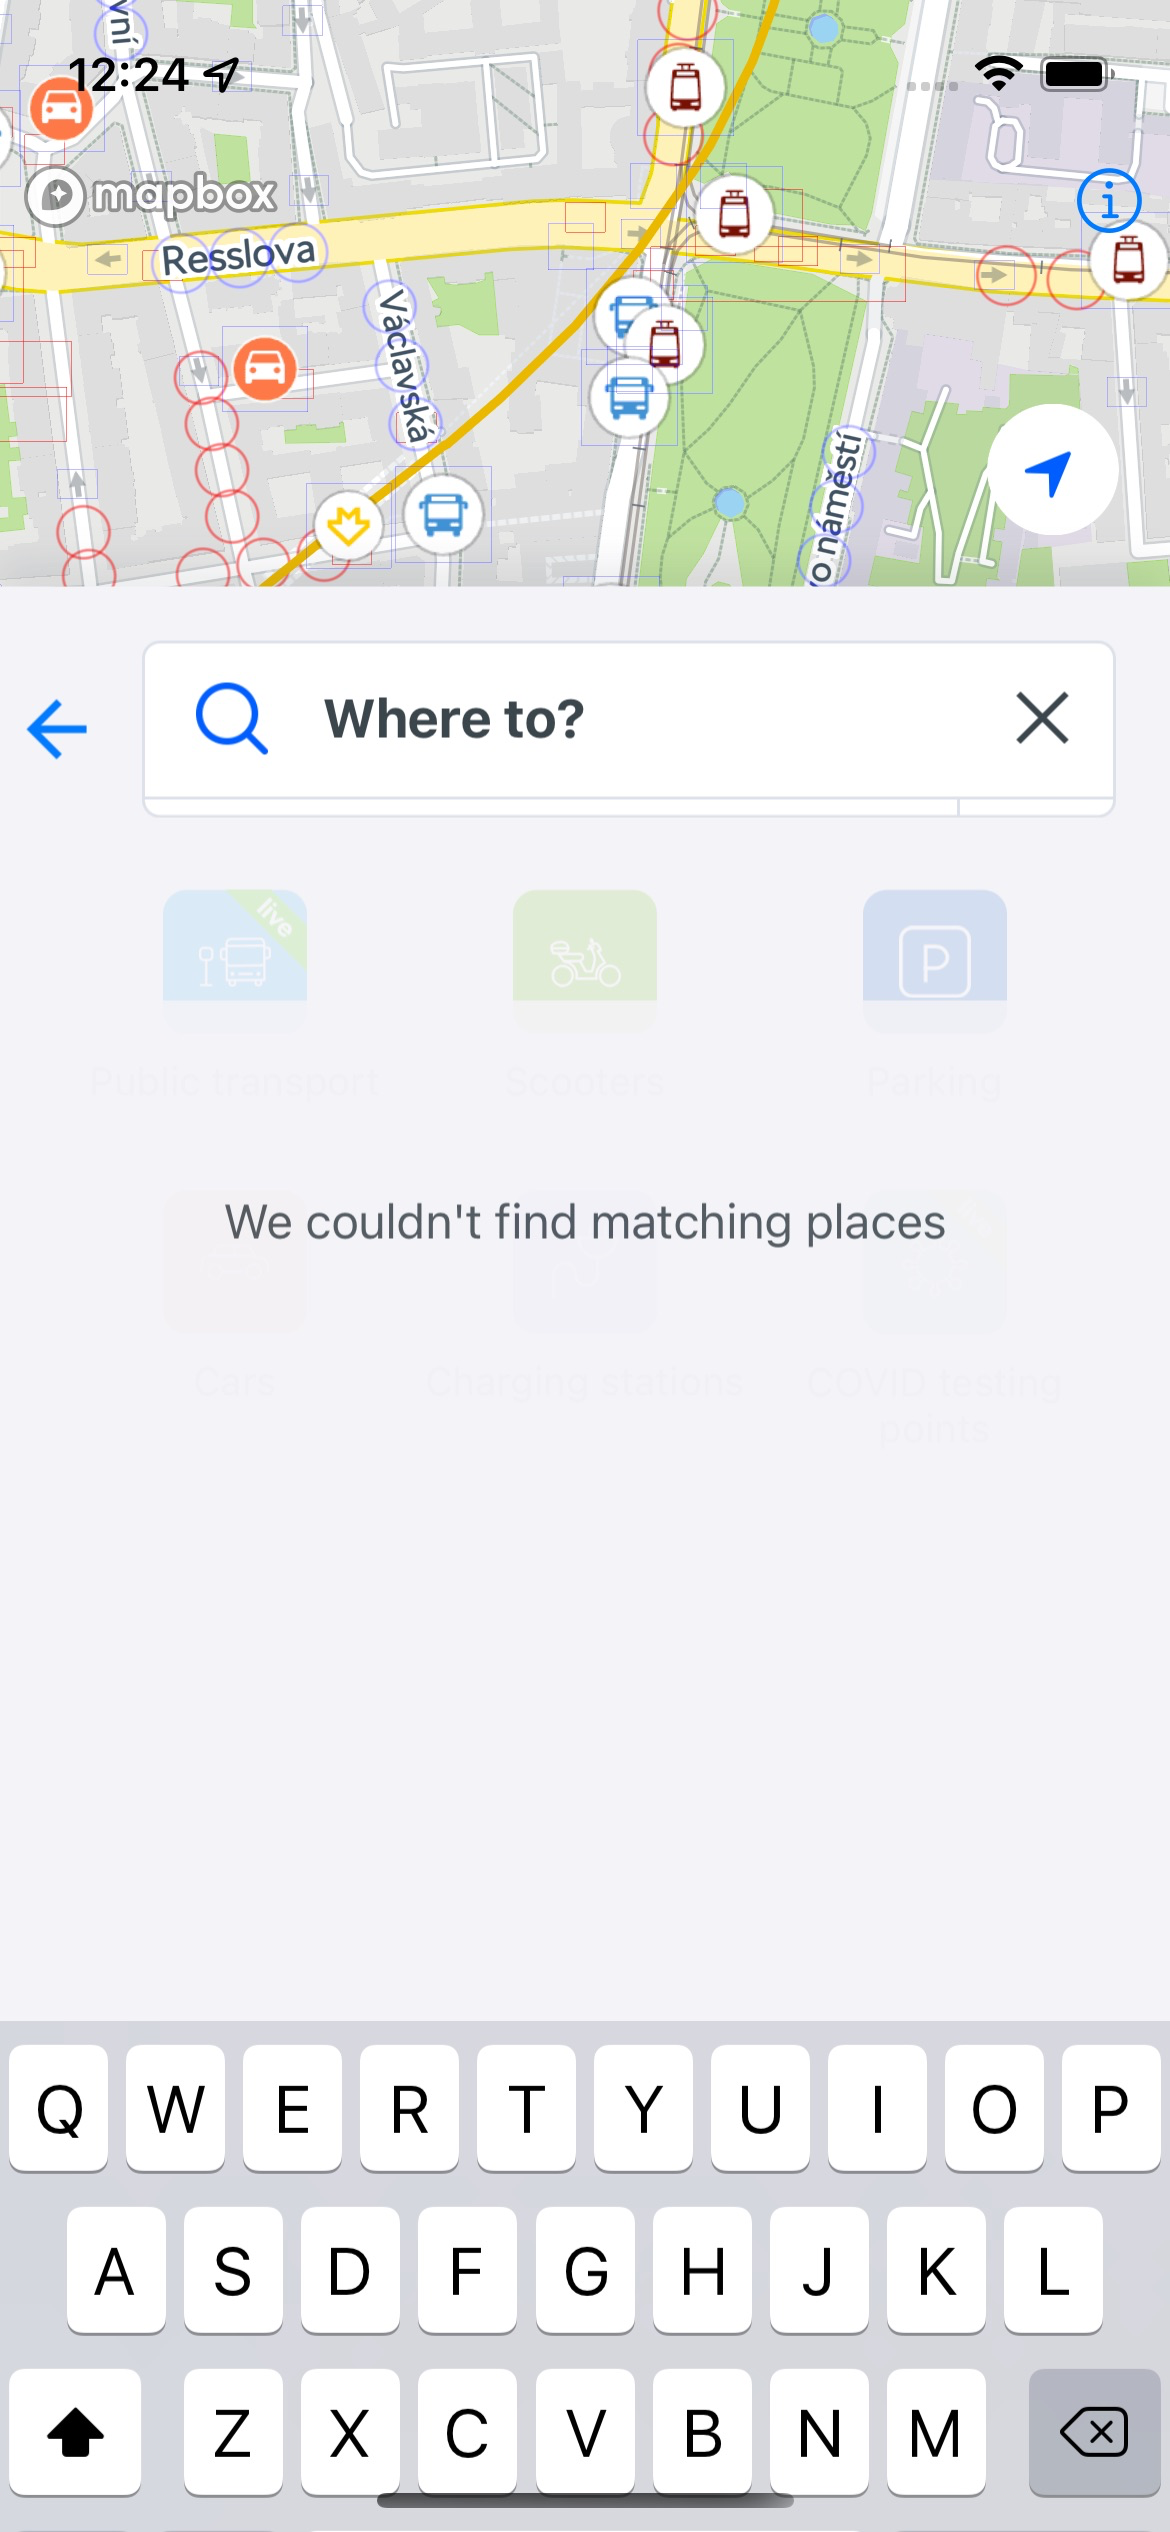 vní
12:24
mapbox
Resslova
Václavská
o náměstí
Where to?
live
P
Public transport
Scooters
Parking
We couldn't find matching places
Cars
Charging stations
COVID testing
points
Q W E R T Y U I O P
A S D F G H J K L
Z X C V B N M